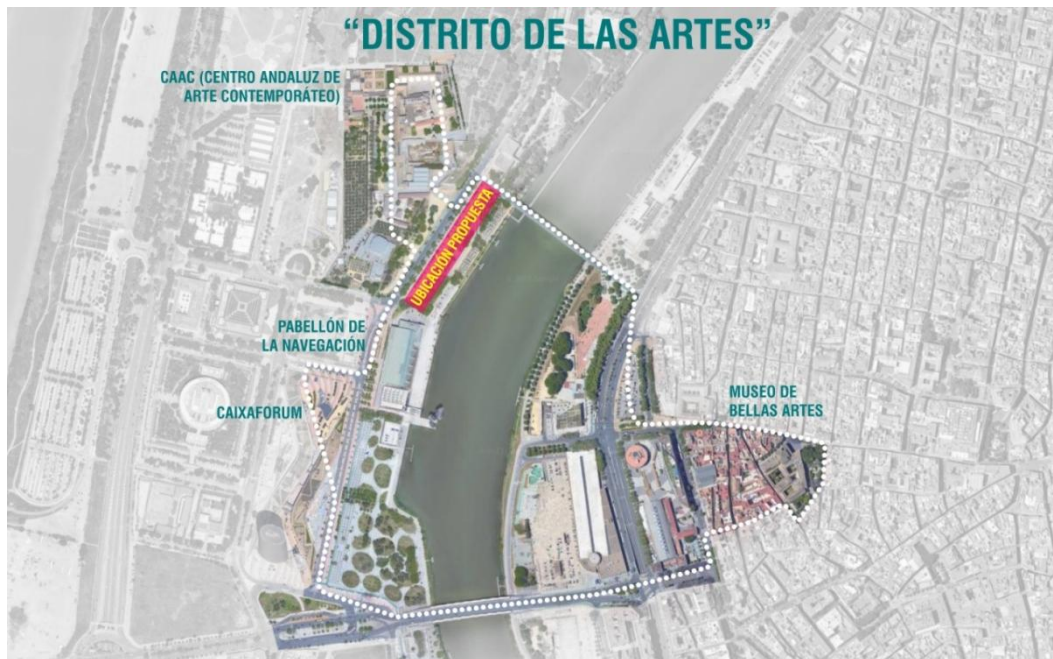 “DISTRITO DE LAS ARTES”
CAAC (CENTRO ANDALUZ DE
ARTE CONTEMPORÁTEO)
UBICACIÓN PROPUESTA
PABELLÓN DE
LA NAVEGACIÓN
CAIXAFORUM
MUSEO DE
BELLAS ARTES